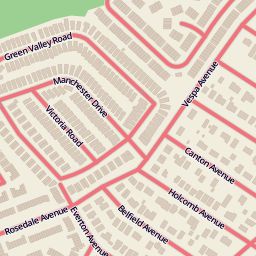 Green Valley Road
Manchester Drive
Vespa Avenue
Victoria Road
Canton Avenue
Holcomb Avenue
Rosedale Avenue
Belfield Avenue
Everton Avenue